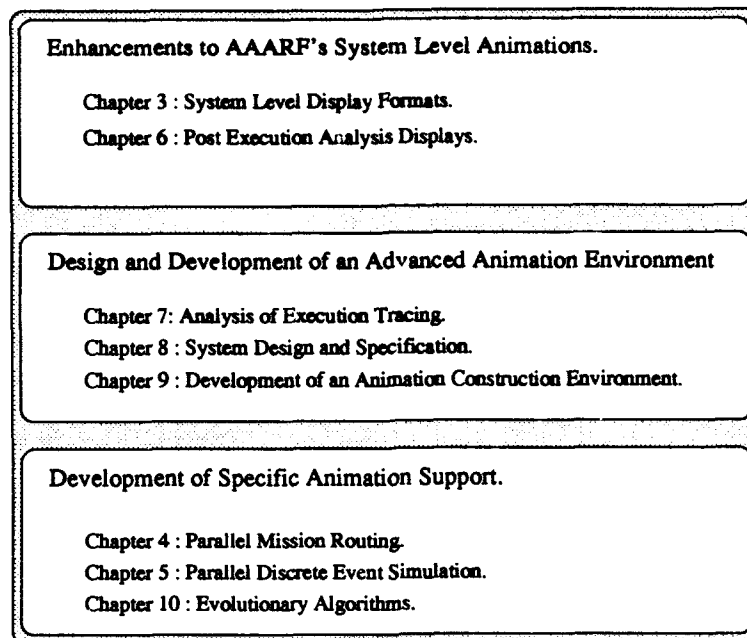 Enhancements to AAARF's System Level Animations.
Chapter 3 : System Level Display Formats.
Chapter 6 : Post Execution Analysis Displays.
Design and Development of an Advanced Animation Environment
Chapter 7: Analysis of Execution Tracing.
Chapter 8 : System Design and Specification.
Chapter 9 : Development of an Animation Construction Environment.
Development of Specific Animation Support.
Chapter 4 : Parallel Mission Routing.
Chapter 5 : Parallel Discrete Event Simulation.
Chapter 10 : Evolutionary Algorithms.